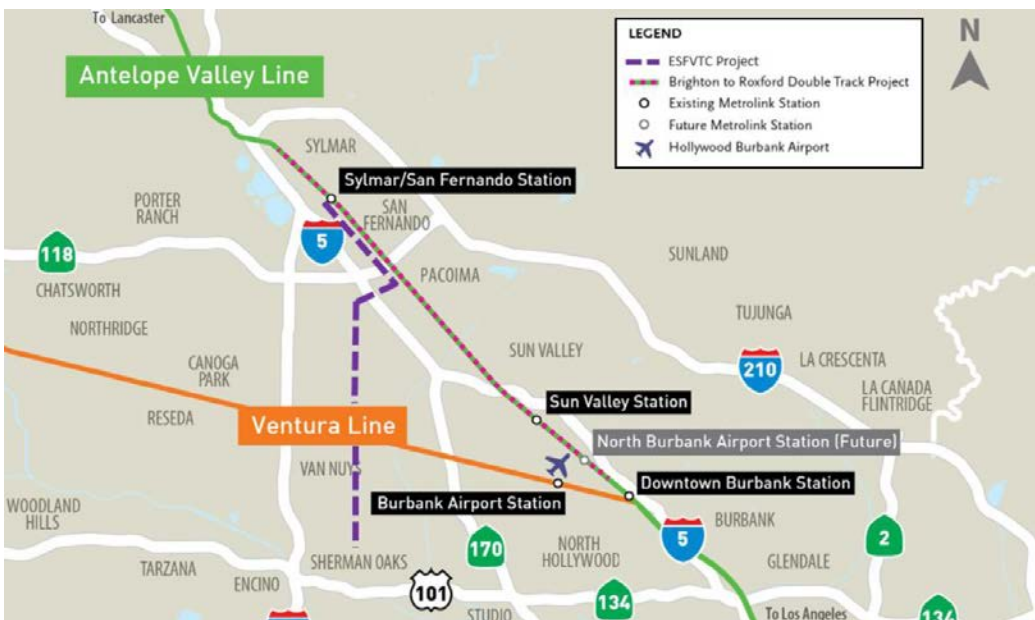 To Lancaster
Antelope Valley Line
LEGEND
ESFVTC Project
Brighton to Roxford Double Track Project
Existing Metrolink Station
Future Metrolink Station
Hollywood Burbank Airport
N
SYLMAR
Sylmar/San Fernando Station
PORTER
RANCH
SAN
FERNANDO
5
118
SUNLAND
PACOIMA
CHATSWORTH
TUJUNGA
NORTHRIDGE
SUN VALLEY
LA CRESCENTA
CANOGA
PARK
210
LA CAÑADA
FLINTRIDGE
Sun Valley Station
RESEDA
Ventura Line
North Burbank Airport Station (Future)
VAN NUYS
Downtown Burbank Station
Burbank Airport Station
WOODLAND
HILLS
BURBANK
5
2
170
NORTH
HOLLYWOOD
SHERMAN OAKS
GLENDALE
TARZANA
ENCINO
101
134
STUDIO
To Los Angeles
134